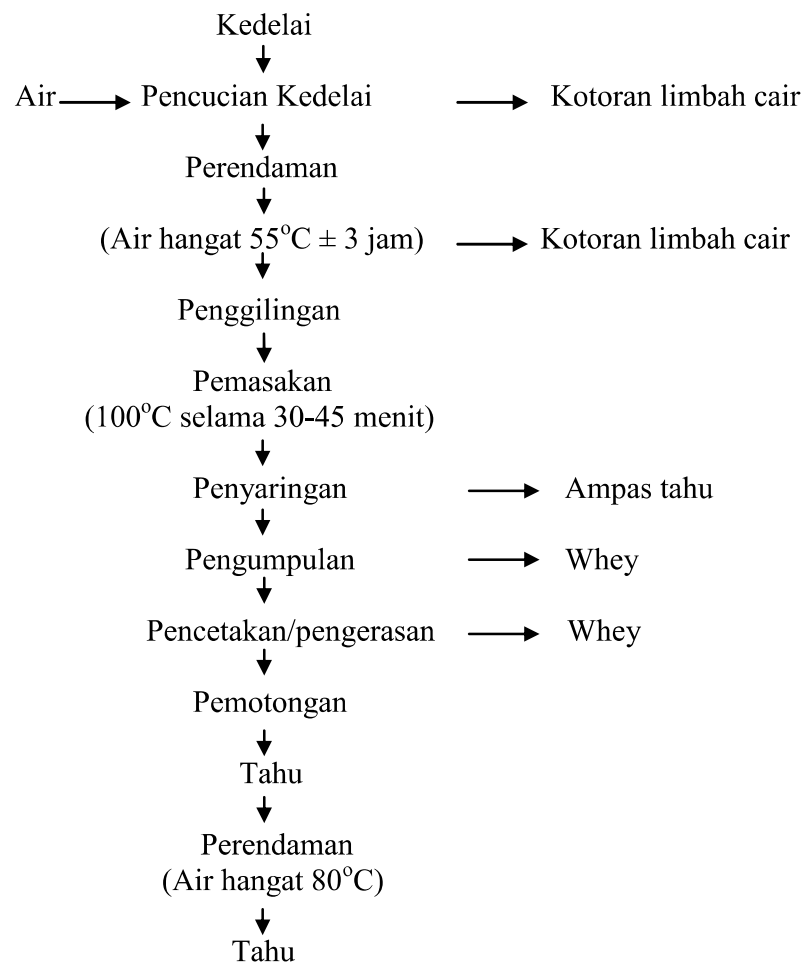 Kedelai
Air Pencucian Kedelai Kotoran limbah cair
Perendaman
(Air hangat 55°C ± 3 jam) Kotoran limbah cair
Penggilingan
Pemasakan
(100°C selama 30-45 menit)
Penyaringan Ampas tahu
Pengumpulan Whey
Pencetakan/pengerasan Whey
Pemotongan
Tahu
Perendaman
(Air hangat 80°C)
Tahu